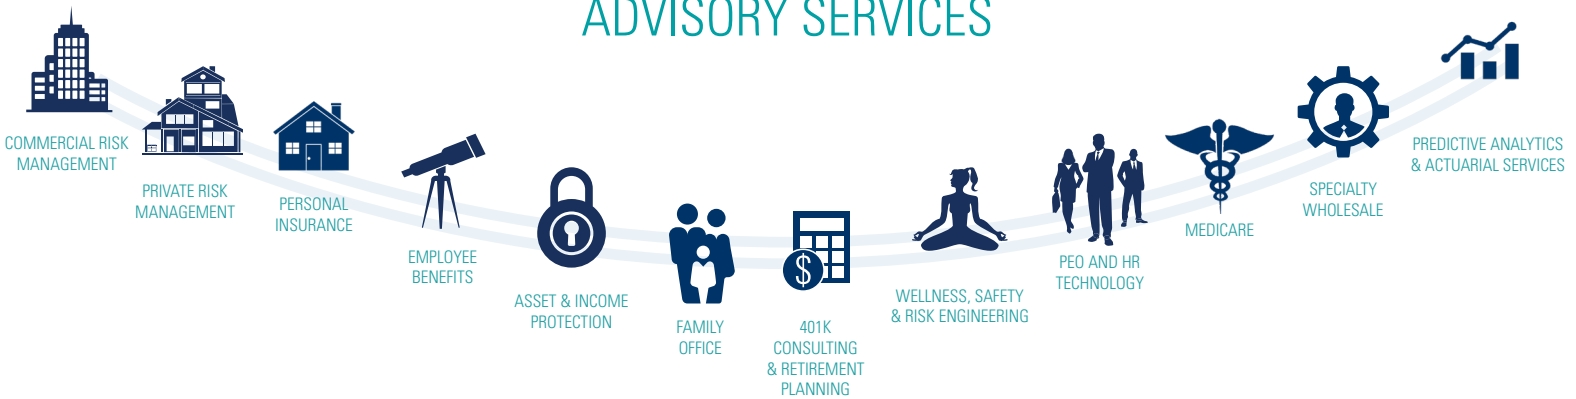 ADVISORY SERVICES
COMMERCIAL RISK
MANAGEMENT
PRIVATE RISK
MANAGEMENT
PERSONAL
INSURANCE
EMPLOYEE
BENEFITS
ASSET & INCOME
PROTECTION
FAMILY
OFFICE
401K
CONSULTING
& RETIREMENT
PLANNING
WELLNESS, SAFETY
& RISK ENGINEERING
PEO AND HR
TECHNOLOGY
MEDICARE
SPECIALTY
WHOLESALE
PREDICTIVE ANALYTICS
& ACTUARIAL SERVICES
$